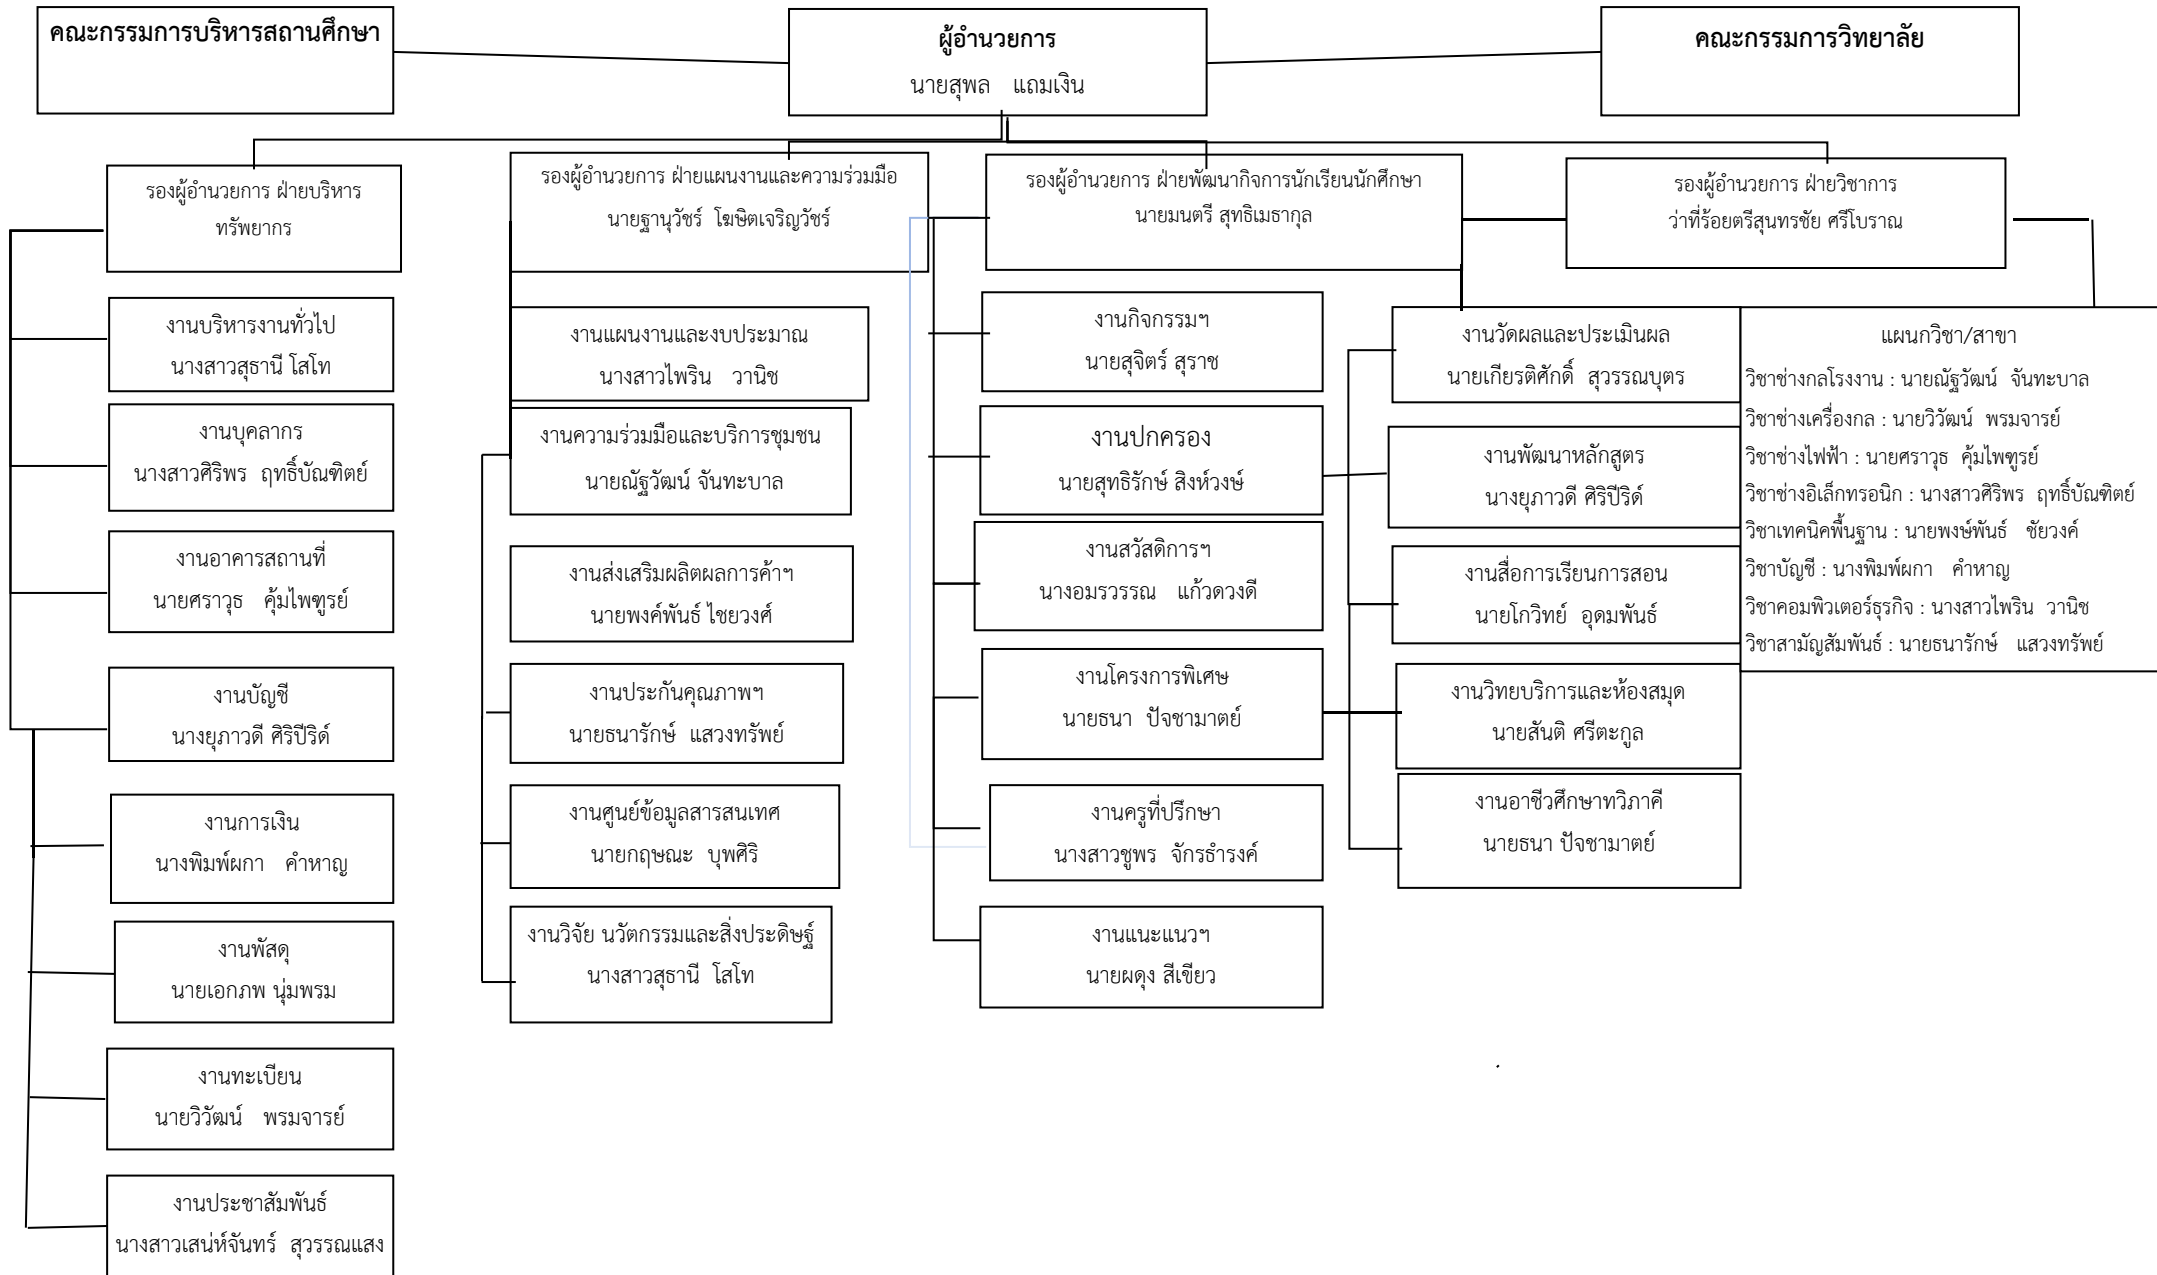 คณะกรรมการบริหารสถานศึกษา
ผู้อำนวยการ
นายสุพล แถมเงิน
คณะกรรมการวิทยาลัย
รองผู้อำนวยการ ฝ่ายบริหาร
ทรัพยากร
รองผู้อำนวยการ ฝ่ายแผนงานและความร่วมมือ
นายฐานุวัชร์ โฆษิตเจริญวัชร์
รองผู้อำนวยการ ฝ่ายพัฒนากิจการนักเรียนนักศึกษา
นายมนตรี สุทธิเมธากุล
รองผู้อำนวยการ ฝ่ายวิชาการ
ว่าที่ร้อยตรีสุนทรชัย ศรีโบราณ
งานบริหารงานทั่วไป
นางสาวสุธานี โสโท
งานบุคลากร
นางสาวศิริพร ฤทธิ์บัณฑิตย์
งานอาคารสถานที่
นายศราวุธ คุ้มไพฑูรย์
งานบัญชี
นางยุภาวดี ศิริปีริด์
งานการเงิน
นางพิมพ์ผกา คำหาญ
งานพัสดุ
นายเอกภพ นุ่มพรม
งานทะเบียน
นายวิวัฒน์ พรมจารย์
งานประชาสัมพันธ์
นางสาวเสน่ห์จันทร์ สุวรรณแสง
งานแผนงานและงบประมาณ
นางสาวไพริน วานิช
งานความร่วมมือและบริการชุมชน
นายณัฐวัฒน์ จันทะบาล
งานส่งเสริมผลิตผลการค้าฯ
นายพงค์พันธ์ ไชยวงศ์
งานประกันคุณภาพฯ
นายธนารักษ์ แสวงทรัพย์
งานศูนย์ข้อมูลสารสนเทศ
นายกฤษณะ บุพศิริ
งานวิจัย นวัตกรรมและสิ่งประดิษฐ์
นางสาวสุธานี โสโท
งานกิจกรรมฯ
นายสุจิตร์ สุราช
งานปกครอง
นายสุทธิรักษ์ สิงห์วงษ์
งานสวัสดิการฯ
นางอมรวรรณ แก้วดวงดี
งานโครงการพิเศษ
นายธนา ปัจชามาตย์
งานครูที่ปรึกษา
นางสาวชูพร จักรธำรงค์
งานแนะแนวฯ
นายผดุง สีเขียว
งานวัดผลและประเมินผล
นายเกียรติศักดิ์ สุวรรณบุตร
งานพัฒนาหลักสูตร
นางยุภาวดี ศิริปีริด์
งานสื่อการเรียนการสอน
นายโกวิทย์ อุดมพันธ์
งานวิทยบริการและห้องสมุด
นายสันติ ศรีตะกูล
งานอาชีวศึกษาทวิภาคี
นายธนา ปัจชามาตย์
แผนกวิชา/สาขา
วิชาช่างกลโรงงาน : นายณัฐวัฒน์ จันทะบาล
วิชาช่างเครื่องกล : นายวิวัฒน์ พรมจารย์
วิชาช่างไฟฟ้า : นายศราวุธ คุ้มไพฑูรย์
วิชาช่างอิเล็กทรอนิก : นางสาวศิริพร ฤทธิ์บัณฑิตย์
วิชาเทคนิคพื้นฐาน : นายพงษ์พันธ์ ชัยวงค์
วิชาบัญชี : นางพิมพ์ผกา คำหาญ
วิชาคอมพิวเตอร์ธุรกิจ : นางสาวไพริน วานิช
วิชาสามัญสัมพันธ์ : นายธนารักษ์ แสวงทรัพย์